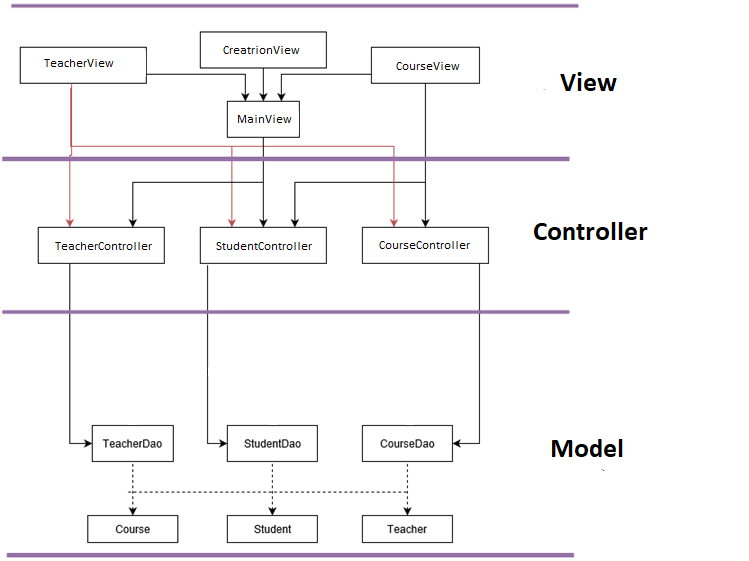 TeacherView
CreatrionView
CourseView
View
MainView
Controller
TeacherController
StudentController
CourseController
TeacherDao
StudentDao
CourseDao
Model
Course
Student
Teacher